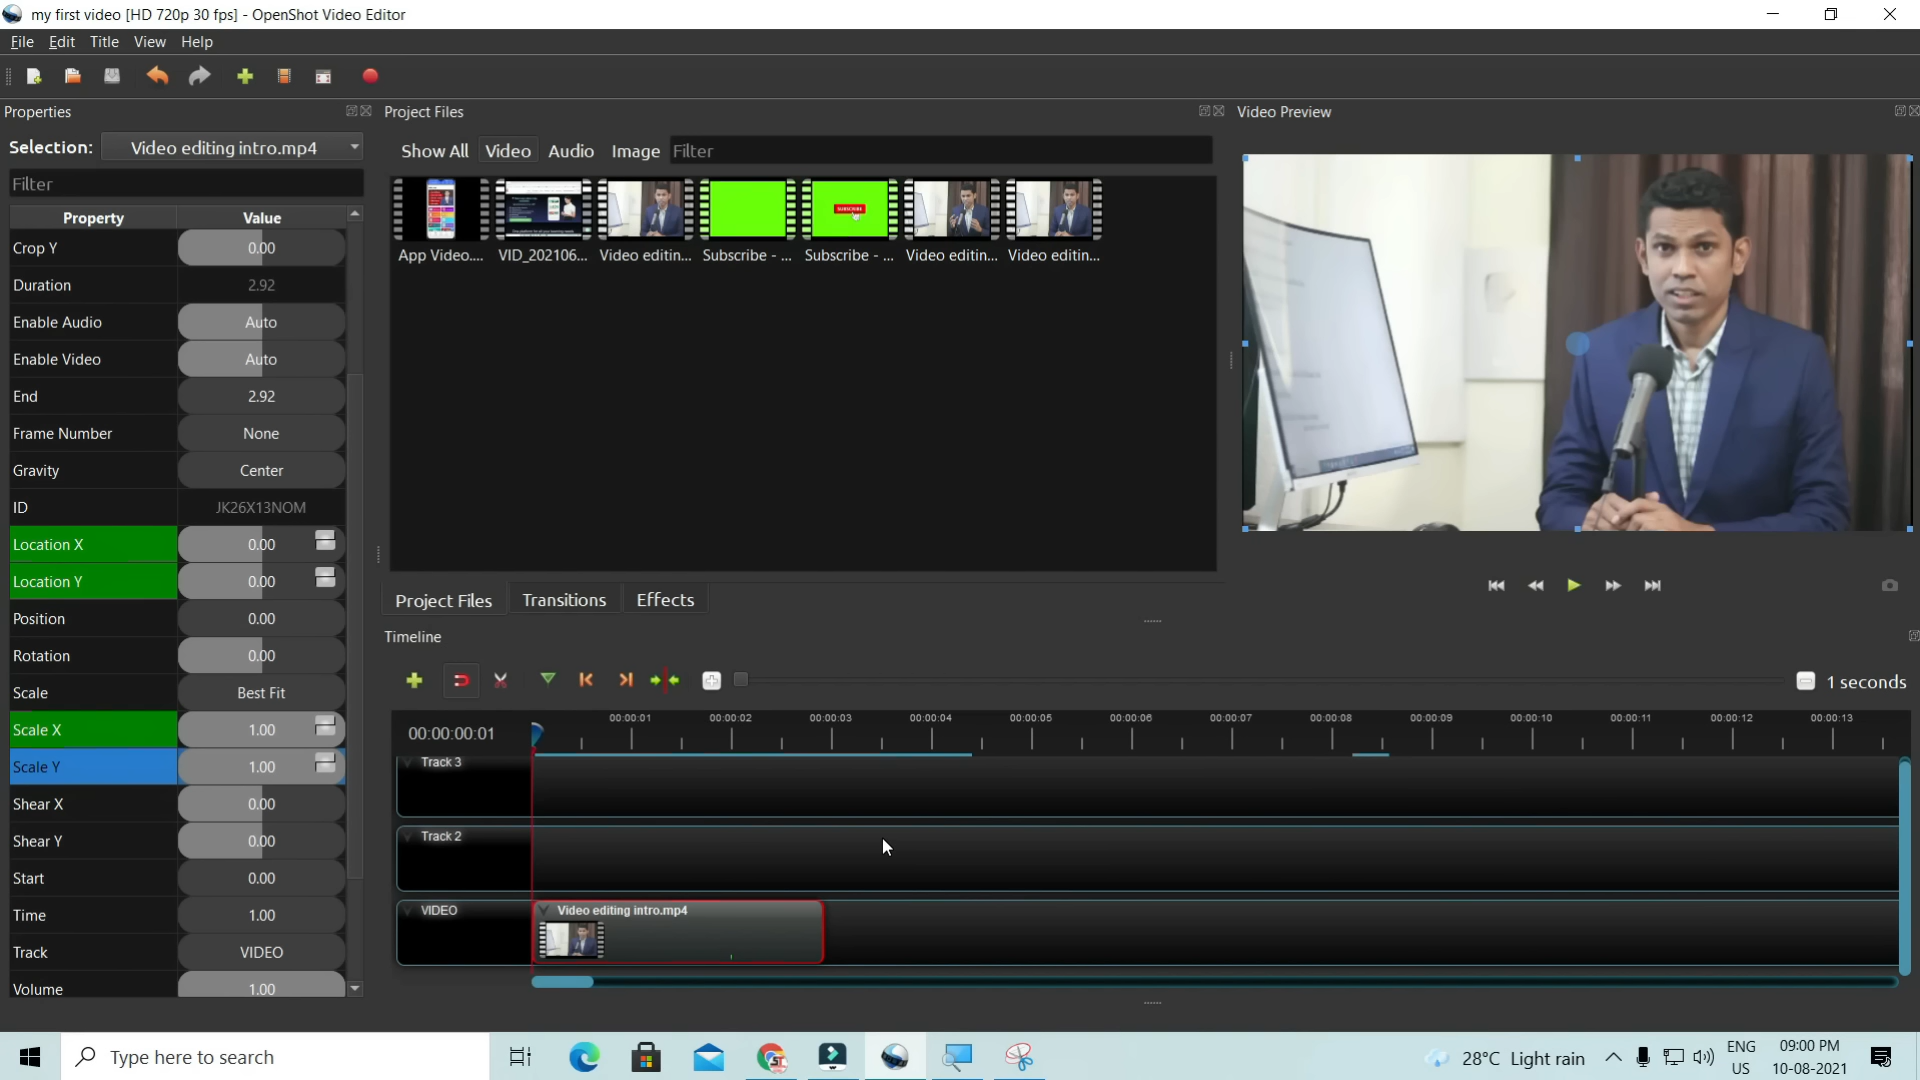 my first video [HD 720p 30 fps] - OpenShot Video Editor
File Edit Title View Help
Properties
Selection: Video editing intro.mp4
Filter
Property Value
Crop Y 0.00
Duration 2.92
Enable Audio Auto
Enable Video Auto
End 2.92
Frame Number None
Gravity Center
ID JK26X13NOM
Location X 0.00
Location Y 0.00
Position 0.00
Rotation 0.00
Scale Best Fit
Scale X 1.00
Scale Y 1.00
Shear X 0.00
Shear Y 0.00
Start 0.00
Time 1.00
Track VIDEO
Volume 1.00
Project Files
Show All Video Audio Image Filter
SUBSCRIBE
App Video.... VID_202106... Video editin... Subscribe - ... Subscribe - ... Video editin... Video editin...
Project Files Transitions Effects
Video Preview
Timeline
1 seconds
00:00:00:01 00:00:01 00:00:02 00:00:03 00:00:04 00:00:05 00:00:06 00:00:07 00:00:08 00:00:09 00:00:10 00:00:11 00:00:12 00:00:13
Track 3
Track 2
VIDEO Video editing intro.mp4
Type here to search
28°C Light rain
ENG
US
09:00 PM
10-08-2021